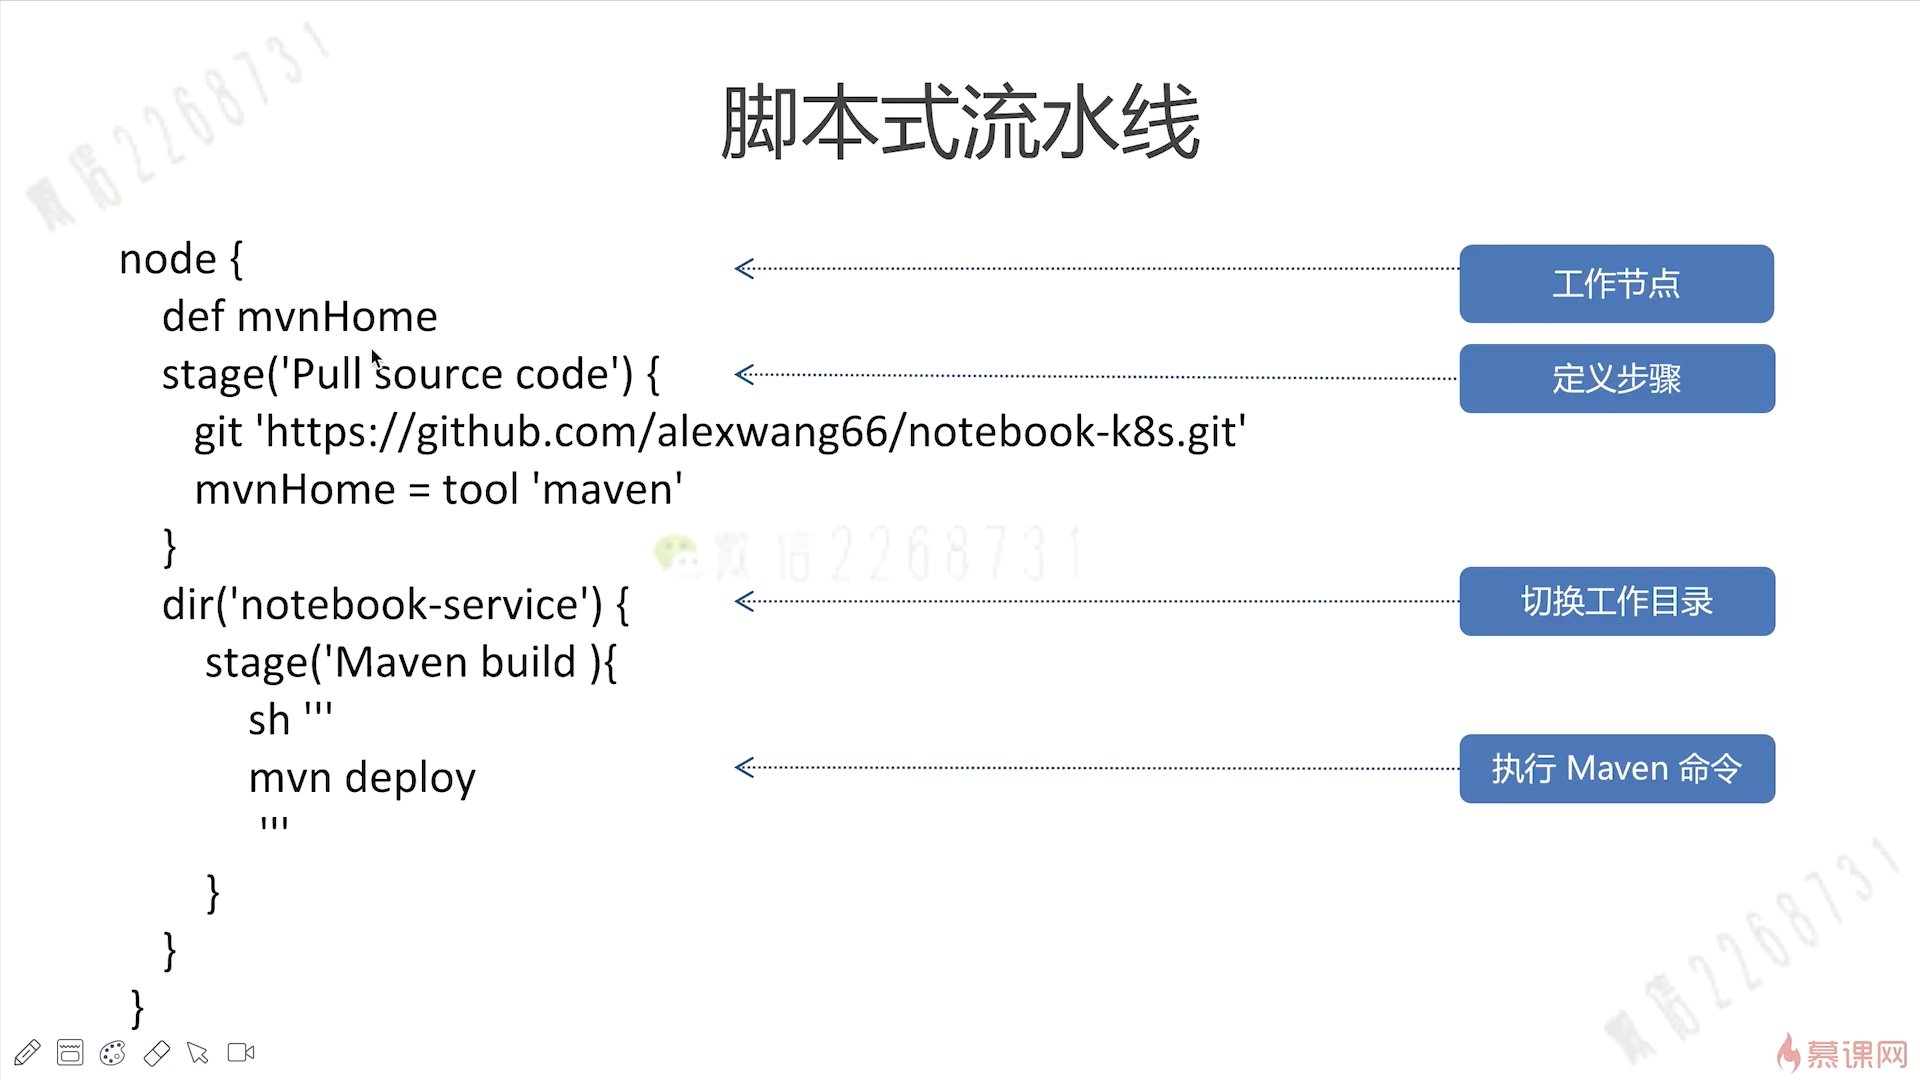 微信2268731
脚本式流水线
node {
工作节点
def mvnHome
stage('Pull source code') {
定义步骤
git 'https://github.com/alexwang66/notebook-k8s.git'
mvnHome = tool 'maven'
}
微信2268731
dir('notebook-service') {
切换工作目录
stage('Maven build ){
sh '''
mvn deploy
执行 Maven 命令
'''
}
}
}
微信2268731
慕课网